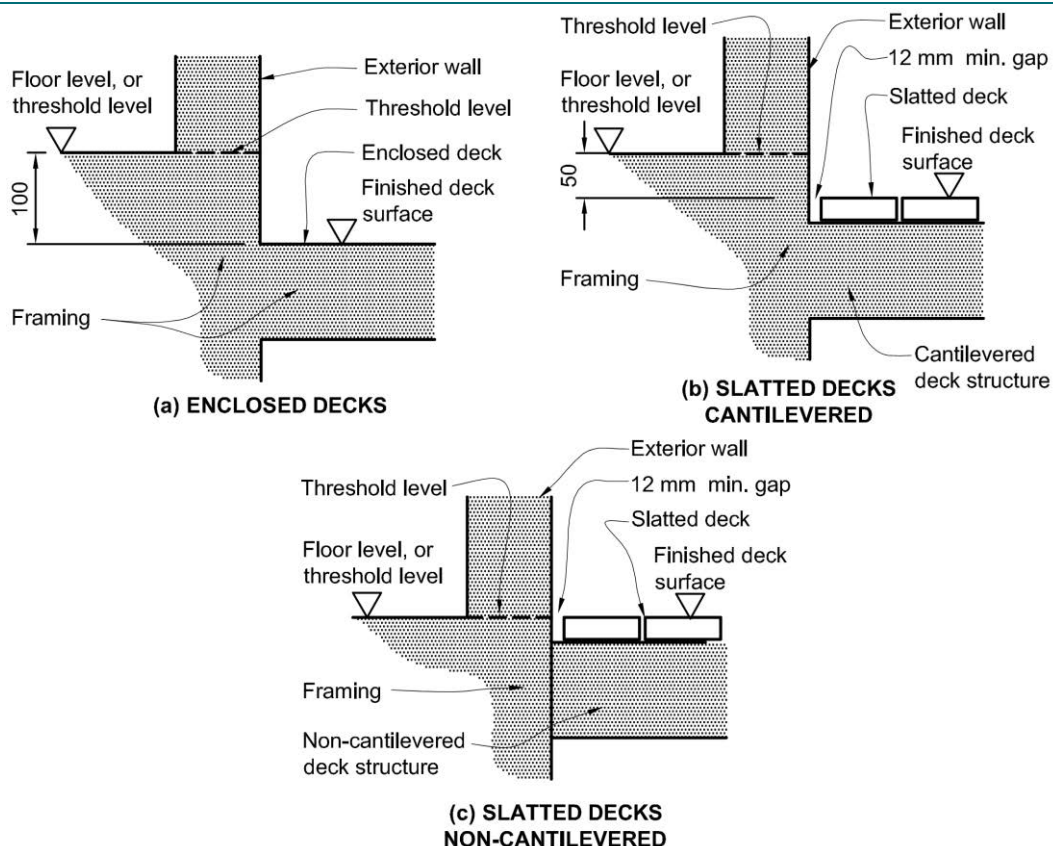 Floor level, or
threshold level
Exterior wall
Threshold level
Enclosed deck
Finished deck
surface
100
Framing
(a) ENCLOSED DECKS
Threshold level
Exterior wall
12 mm min. gap
Floor level, or
threshold level
Slatted deck
Finished deck
surface
50
Framing
Cantilevered
deck structure
(b) SLATTED DECKS
CANTILEVERED
Exterior wall
Threshold level
12 mm min. gap
Slatted deck
Floor level, or
threshold level
Finished deck
surface
Framing
Non-cantilevered
deck structure
(c) SLATTED DECKS
NON-CANTILEVERED